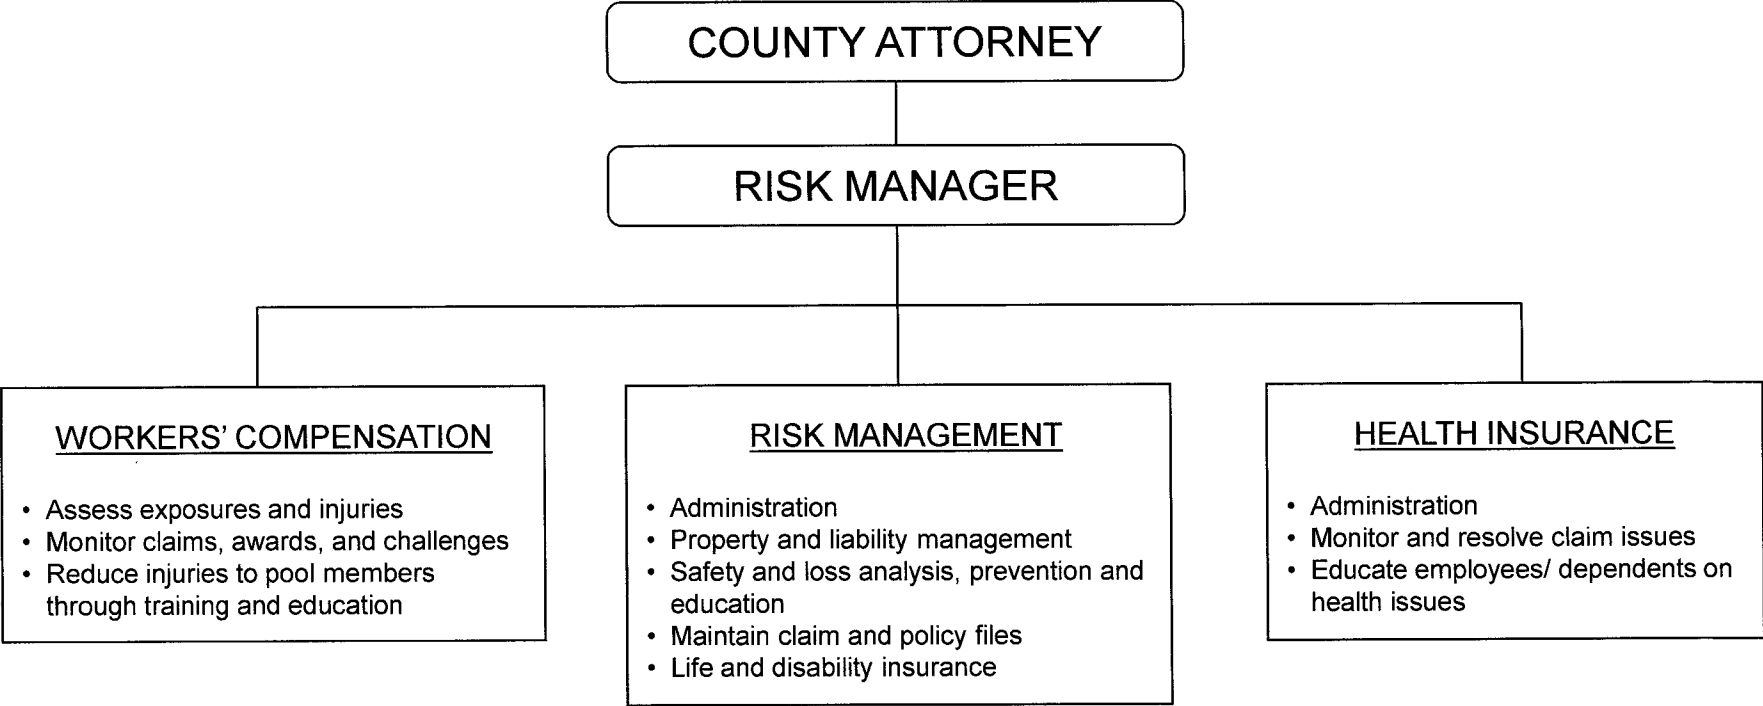 COUNTY ATTORNEY
RISK MANAGER
WORKERS' COMPENSATION
• Assess exposures and injuries
• Monitor claims, awards, and challenges
• Reduce injuries to pool members
through training and education
RISK MANAGEMENT
• Administration
• Property and liability management
• Safety and loss analysis, prevention and
education
• Maintain claim and policy files
• Life and disability insurance
HEALTH INSURANCE
• Administration
• Monitor and resolve claim issues
• Educate employees/ dependents on
health issues